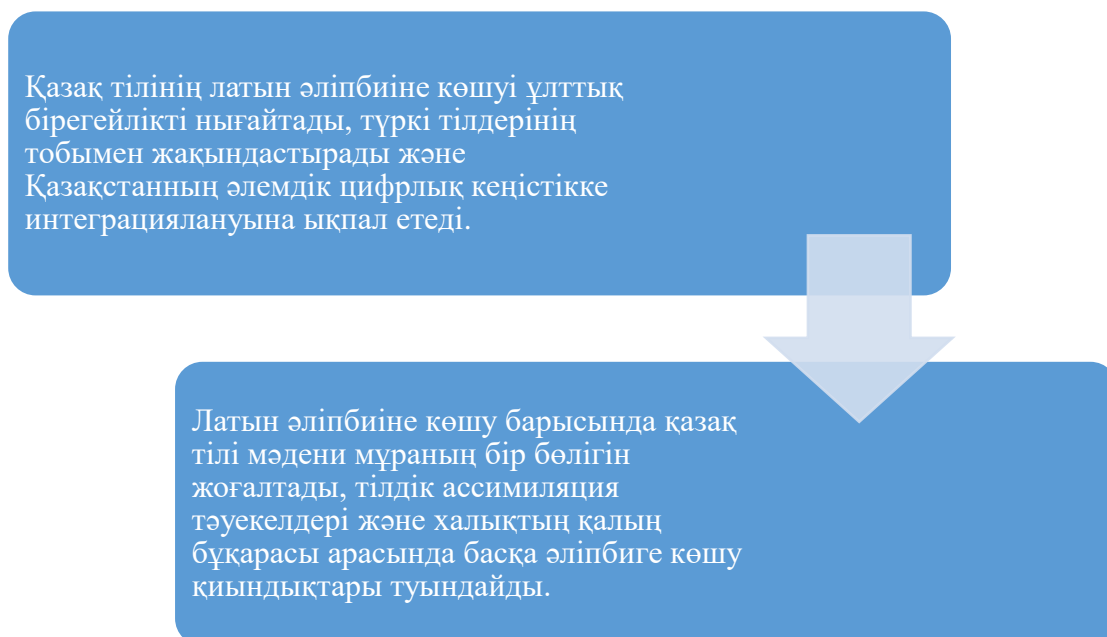 Қазақ тілінің латын әліпбиіне көшуі ұлттық
бірегейлікті нығайтады, түркі тілдерінің
тобымен жақындастырады және
Қазақстанның әлемдік цифрлық кеңістікке
интеграциялануына ықпал етеді.
Латын әліпбиіне көшу барысында қазақ
тілі мәдени мұраның бір бөлігін
жоғалтады, тілдік ассимиляция
тәуекелдері және халықтың қалың
бұқарасы арасында басқа әліпбиге көшу
қиындықтары туындайды.